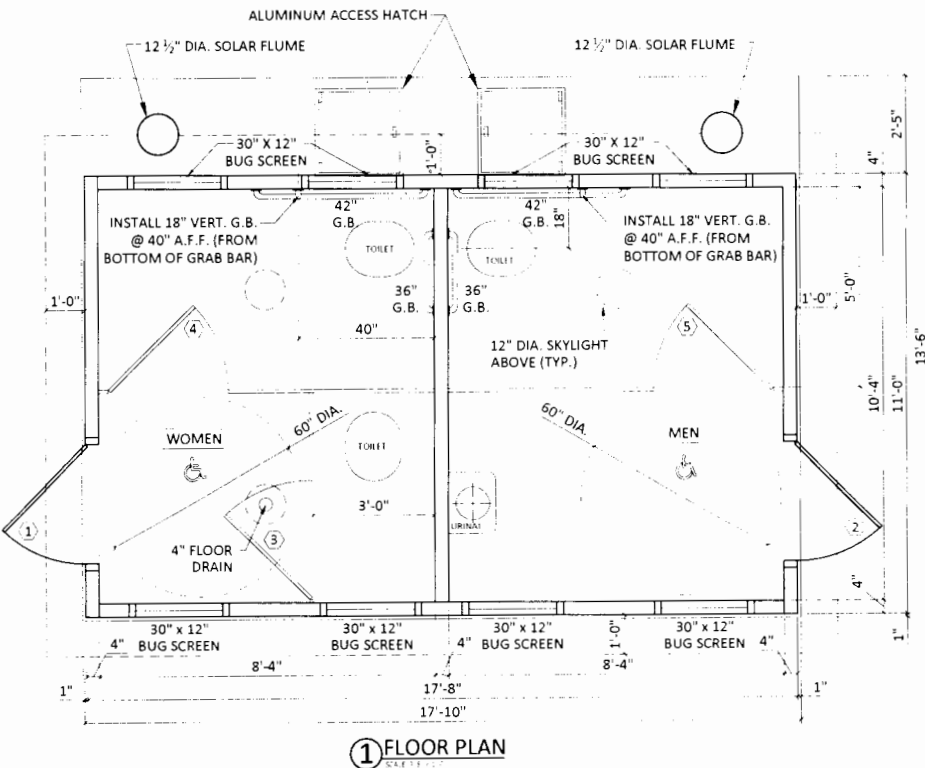 ALUMINUM ACCESS HATCH
12 ½" DIA. SOLAR FLUME
12 ½" DIA. SOLAR FLUME
2'-5"
4"
30" X 12"
BUG SCREEN
1'-0"
30" X 12"
BUG SCREEN
INSTALL 18" VERT. G.B.
@ 40" A.F.F. (FROM
BOTTOM OF GRAB BAR)
42"
G.B.
42"
G.B.
18"
INSTALL 18" VERT. G.B.
@ 40" A.F.F. (FROM
BOTTOM OF GRAB BAR)
TOILET
TOILET
1'-0"
36"
G.B.
36"
G.B.
1'-0"
5'-0"
4
40"
5
12" DIA. SKYLIGHT
ABOVE (TYP.)
13'-6"
10'-4"
11'-0"
60" DIA.
60" DIA.
WOMEN
TOILET
MEN
3'-0"
URINAL
1
3
2
4" FLOOR
DRAIN
4"
30" x 12"
BUG SCREEN
30" x 12"
BUG SCREEN
30" x 12"
BUG SCREEN
30" x 12"
BUG SCREEN
4"
4"
1'-0"
4"
1"
8'-4"
8'-4"
1"
17'-8"
1"
17'-10"
1 FLOOR PLAN